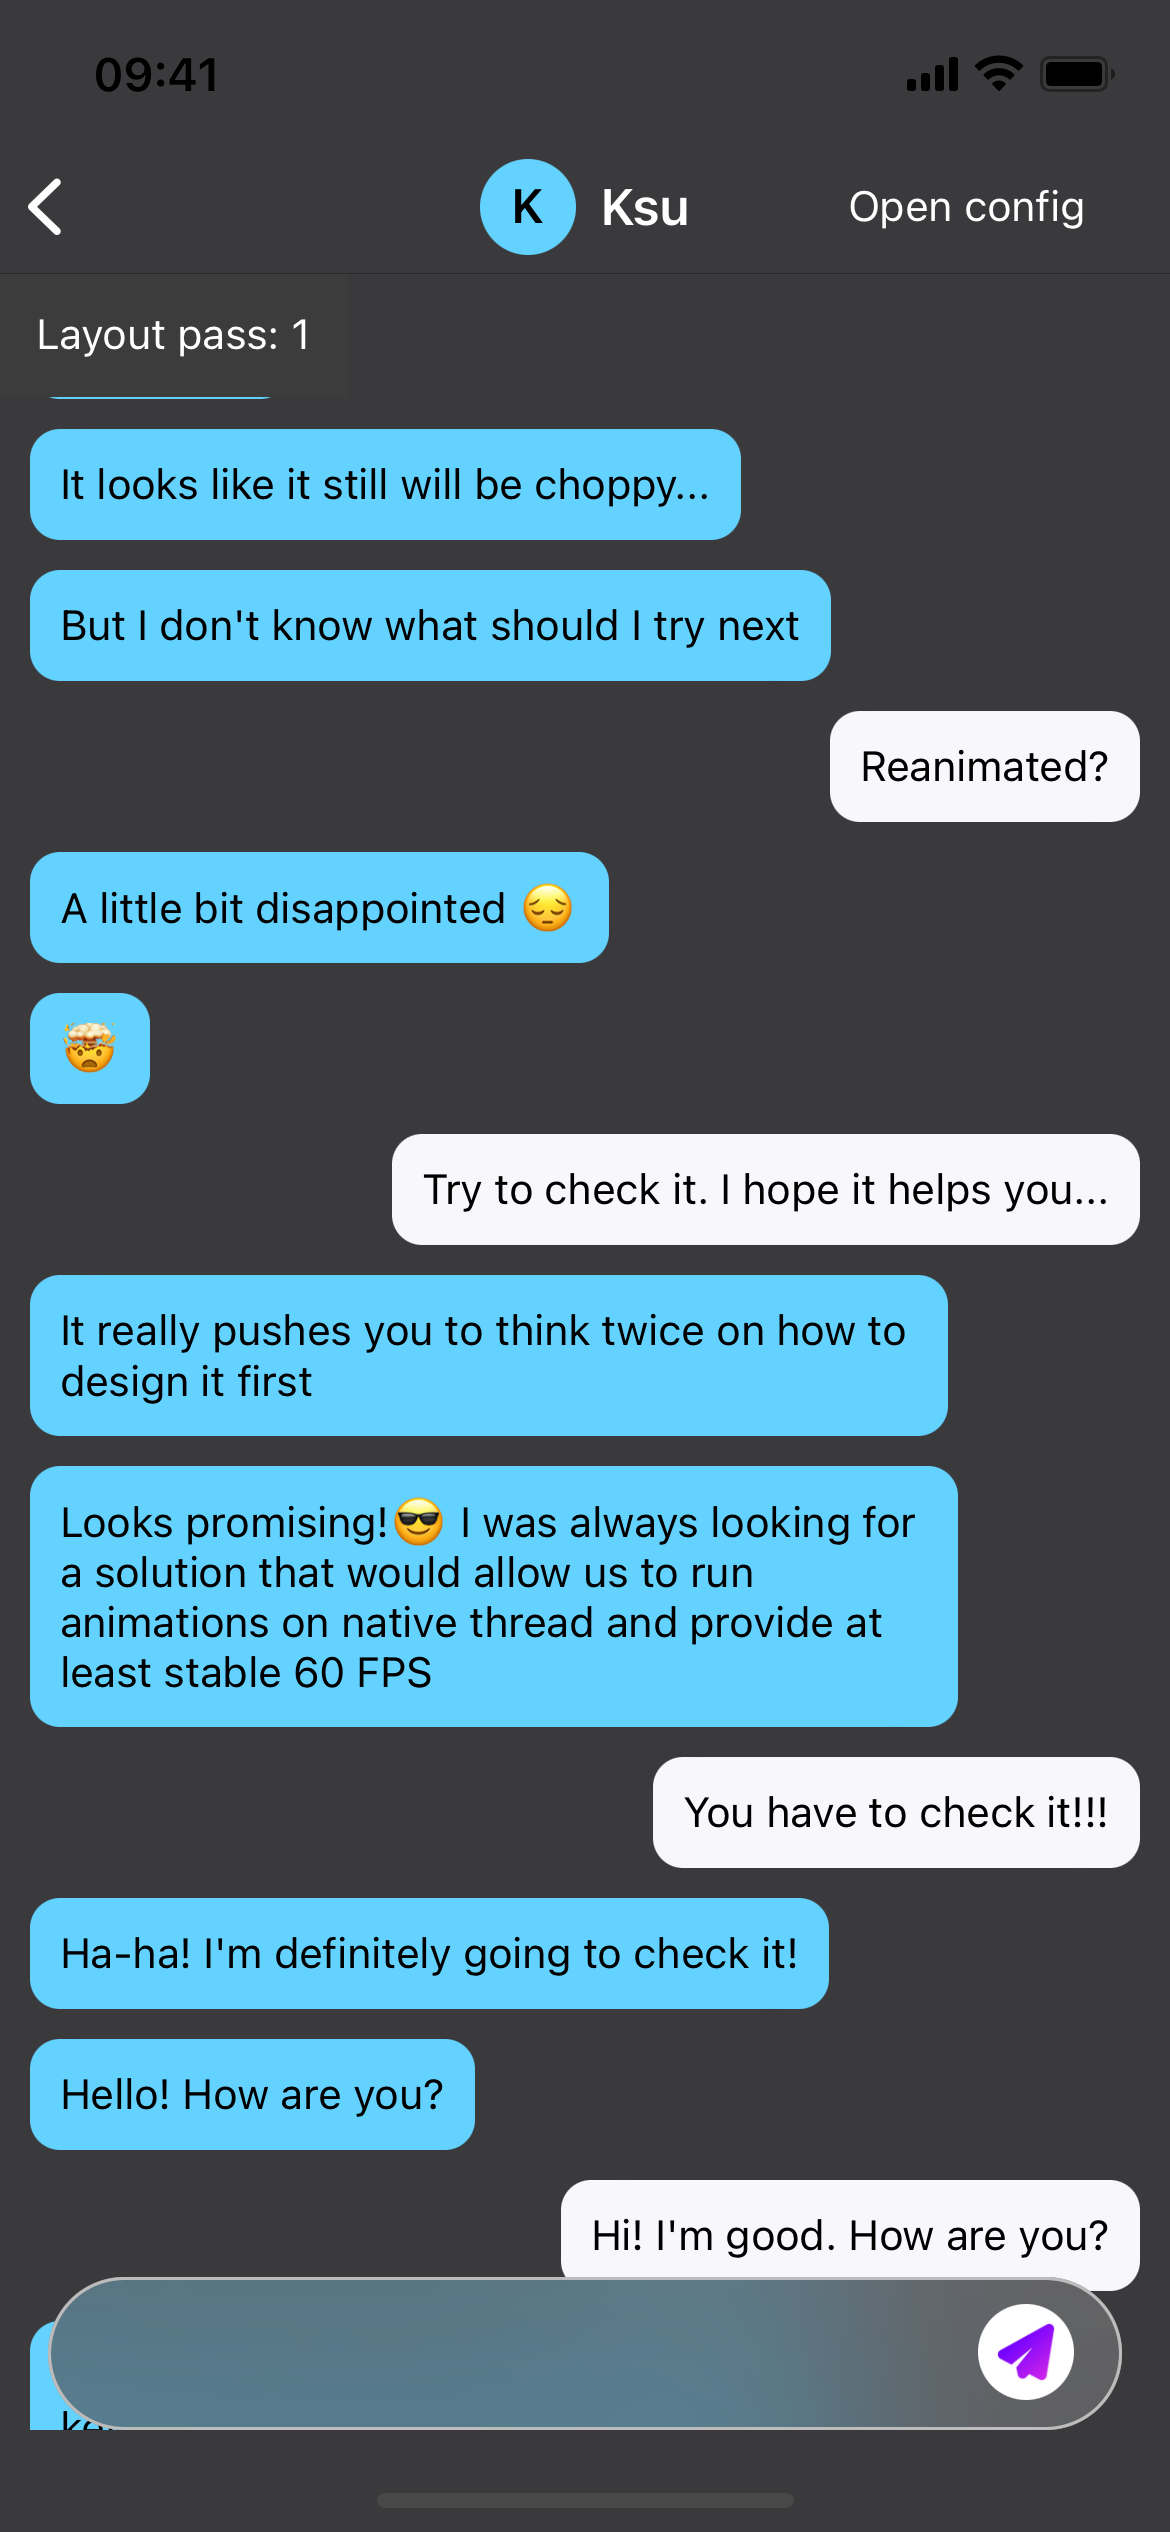 09:41
K Ksu Open config
Layout pass: 1
It looks like it still will be choppy...
But I don't know what should I try next
Reanimated?
A little bit disappointed 😔
🤯
Try to check it. I hope it helps you...
It really pushes you to think twice on how to
design it first
Looks promising!😎 I was always looking for
a solution that would allow us to run
animations on native thread and provide at
least stable 60 FPS
You have to check it!!!
Ha-ha! I'm definitely going to check it!
Hello! How are you?
Hi! I'm good. How are you?